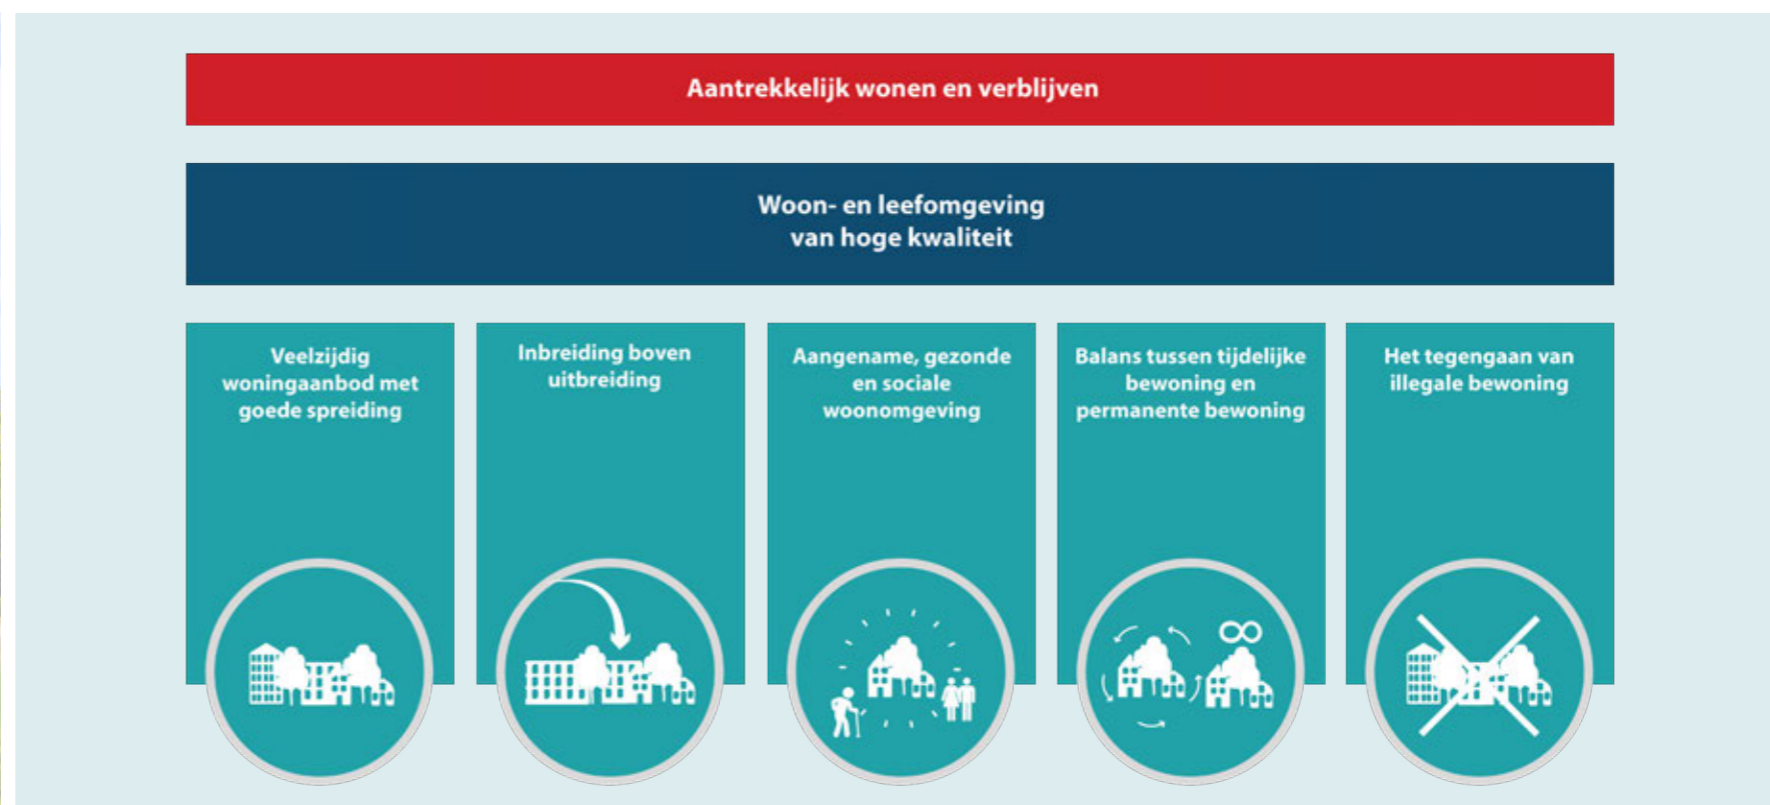 Aantrekkelijk wonen en verblijven
Woon- en leefomgeving
van hoge kwaliteit
Veelzijdig
woningaanbod met
goede spreiding
Inbreiding boven
uitbreiding
Aangename, gezonde
en sociale
woonomgeving
Balans tussen tijdelijke
bewoning en
permanente bewoning
Het tegengaan van
illegale bewoning